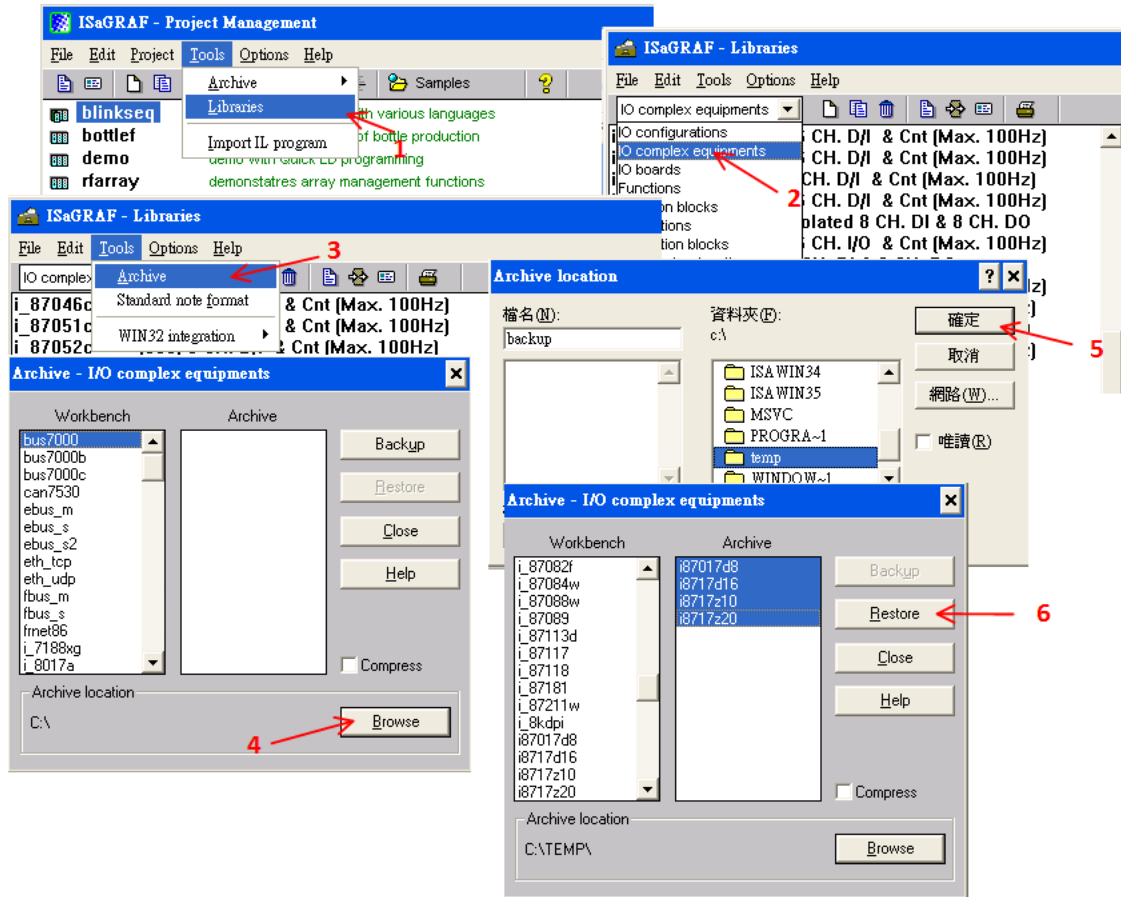 ISaGRAF - Project Management
File Edit Project Tools Options Help
Samples
Archive
Libraries
Import IL program
1
blinkseq
th various languages
bottlef
of bottle production
demo
demo with Quick LD programming
rfarray
demonstatres array management functions
ISaGRAF - Libraries
File Edit Tools Options Help
IO complex equipments
IO configurations
IO complex equipments
IO boards
Functions
on blocks
tions
tion blocks
2
CH. D/I & Cnt (Max. 100Hz)
CH. D/I & Cnt (Max. 100Hz)
CH. D/I & Cnt (Max. 100Hz)
CH. D/I & Cnt (Max. 100Hz)
olated 8 CH. DI & 8 CH. DO
CH. I/O & Cnt (Max. 100Hz)
ISaGRAF - Libraries
File Edit Tools Options Help
3
IO complex
Archive
Standard note format
WIN32 integration
i_87046c
& Cnt (Max. 100Hz)
i_87051c
& Cnt (Max. 100Hz)
i_87052c
& Cnt (Max. 100Hz)
Archive location
檔名(N):
backup
資料夾(F):
c:\
ISAWIN34
ISAWIN35
MSVC
PROGRA~1
temp
WINDOW~1
確定
5
取消
網路(W)...
唯讀(R)
Archive - I/O complex equipments
Workbench Archive
bus7000
bus7000b
bus7000c
can7530
ebus_m
ebus_s
ebus_s2
eth_tcp
eth_udp
fbus_m
fbus_s
frnet86
i_7188xg
i_8017a
Backup
Restore
Close
Help
Compress
Archive location
C:\
Browse
4
Archive - I/O complex equipments
Workbench Archive
i_87082f
i_87084w
i_87088w
i_87089
i_87113d
i_87117
i_87118
i_87181
i_87211w
i_8kdpi
i87017d8
i8717d16
i8717z10
i8717z20
i87017d8
i8717d16
i8717z10
i8717z20
Backup
Restore
6
Close
Help
Compress
Archive location
C:\TEMP\
Browse